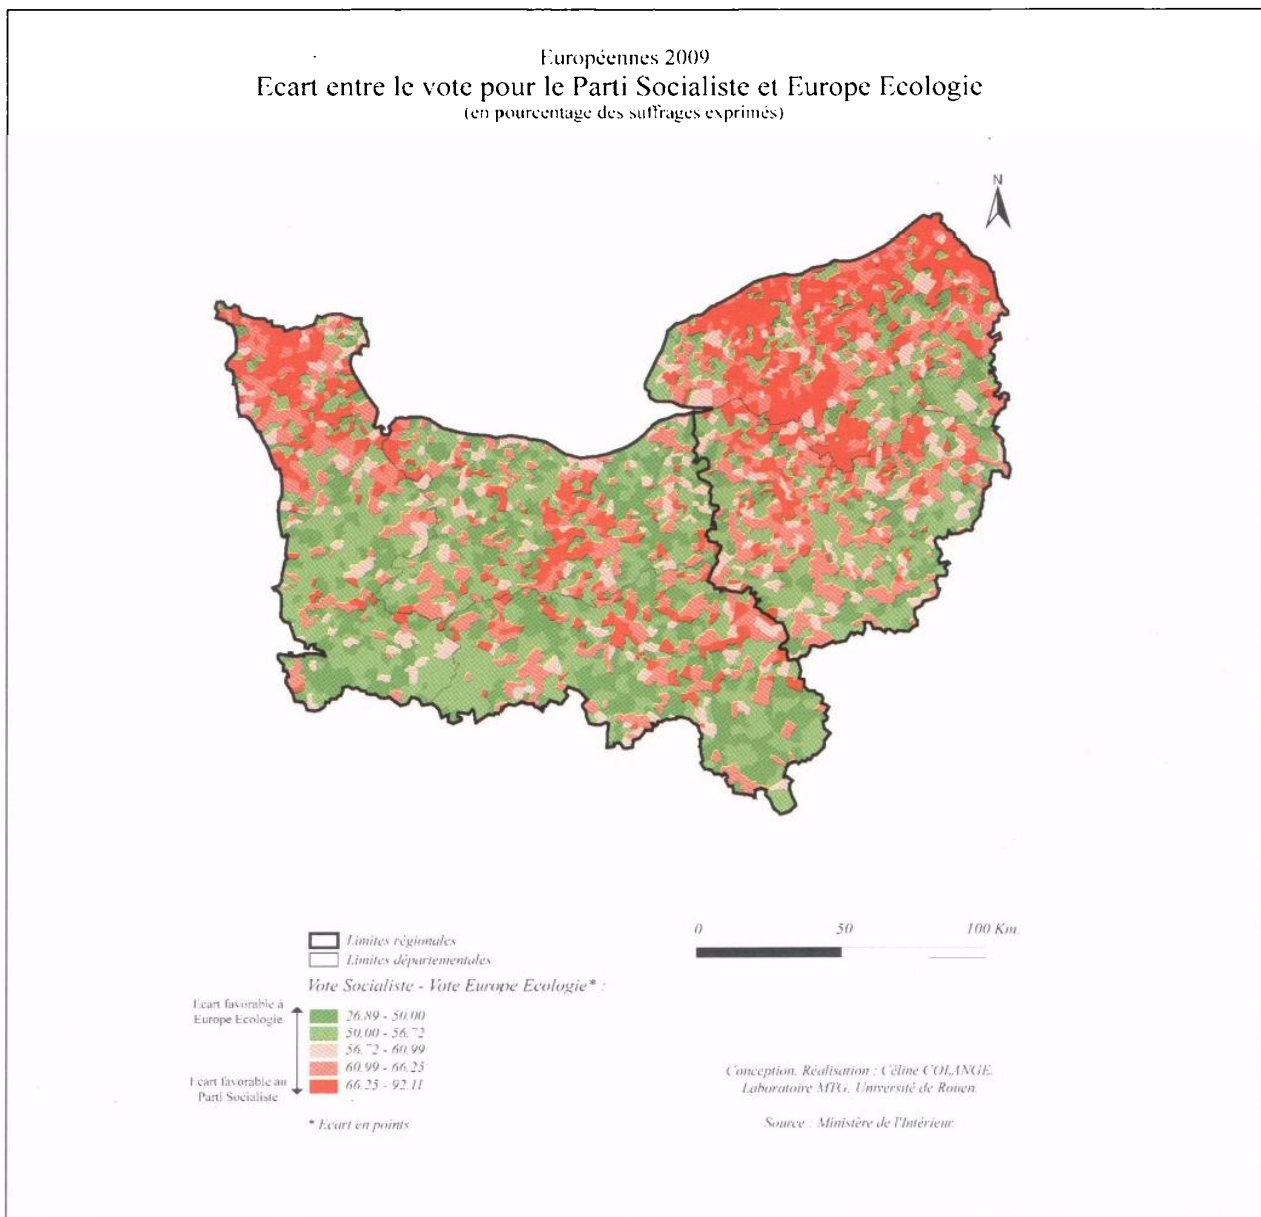 Européennes 2009
Ecart entre le vote pour le Parti Socialiste et Europe Ecologie
(en pourcentage des suffrages exprimés)
N
0 50 100 Km.
Limites régionales
Limites départementales
Vote Socialiste - Vote Europe Ecologie* :
Ecart favorable à
Europe Ecologie
26.89 - 50.00
50.00 - 56.72
56.72 - 60.99
60.99 - 66.25
66.25 - 92.11
Ecart favorable au
Parti Socialiste
* Ecart en points
Conception, Réalisation : Céline COLANGE.
Laboratoire MTG. Université de Rouen.
Source : Ministère de l'Intérieur.